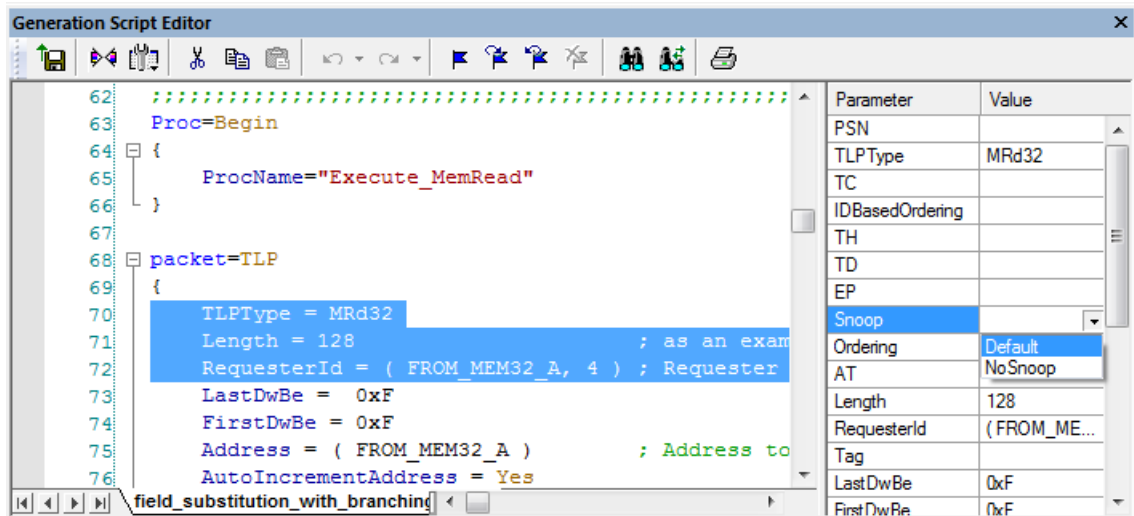 Generation Script Editor
62 ;;;;;;;;;;;;;;;;;;;;;;;;;;;;;;;;;;;;;;;;;;;;;;;;;;
63 Proc=Begin
64 {
65 ProcName="Execute_MemRead"
66 }
67
68 packet=TLP
69 {
70 TLPType = MRd32
71 Length = 128 ; as an exam
72 RequesterId = ( FROM_MEM32_A, 4 ) ; Requester
73 LastDwBe = 0xF
74 FirstDwBe = 0xF
75 Address = ( FROM_MEM32_A ) ; Address to
76 AutoIncrementAddress = Yes
field_substitution_with_branching
Parameter Value
PSN
TLPType MRd32
TC
IDBasedOrdering
TH
TD
EP
Snoop
Ordering Default
AT NoSnoop
Length 128
RequesterId ( FROM_ME...
Tag
LastDwBe 0xF
FirstDwBe 0xF